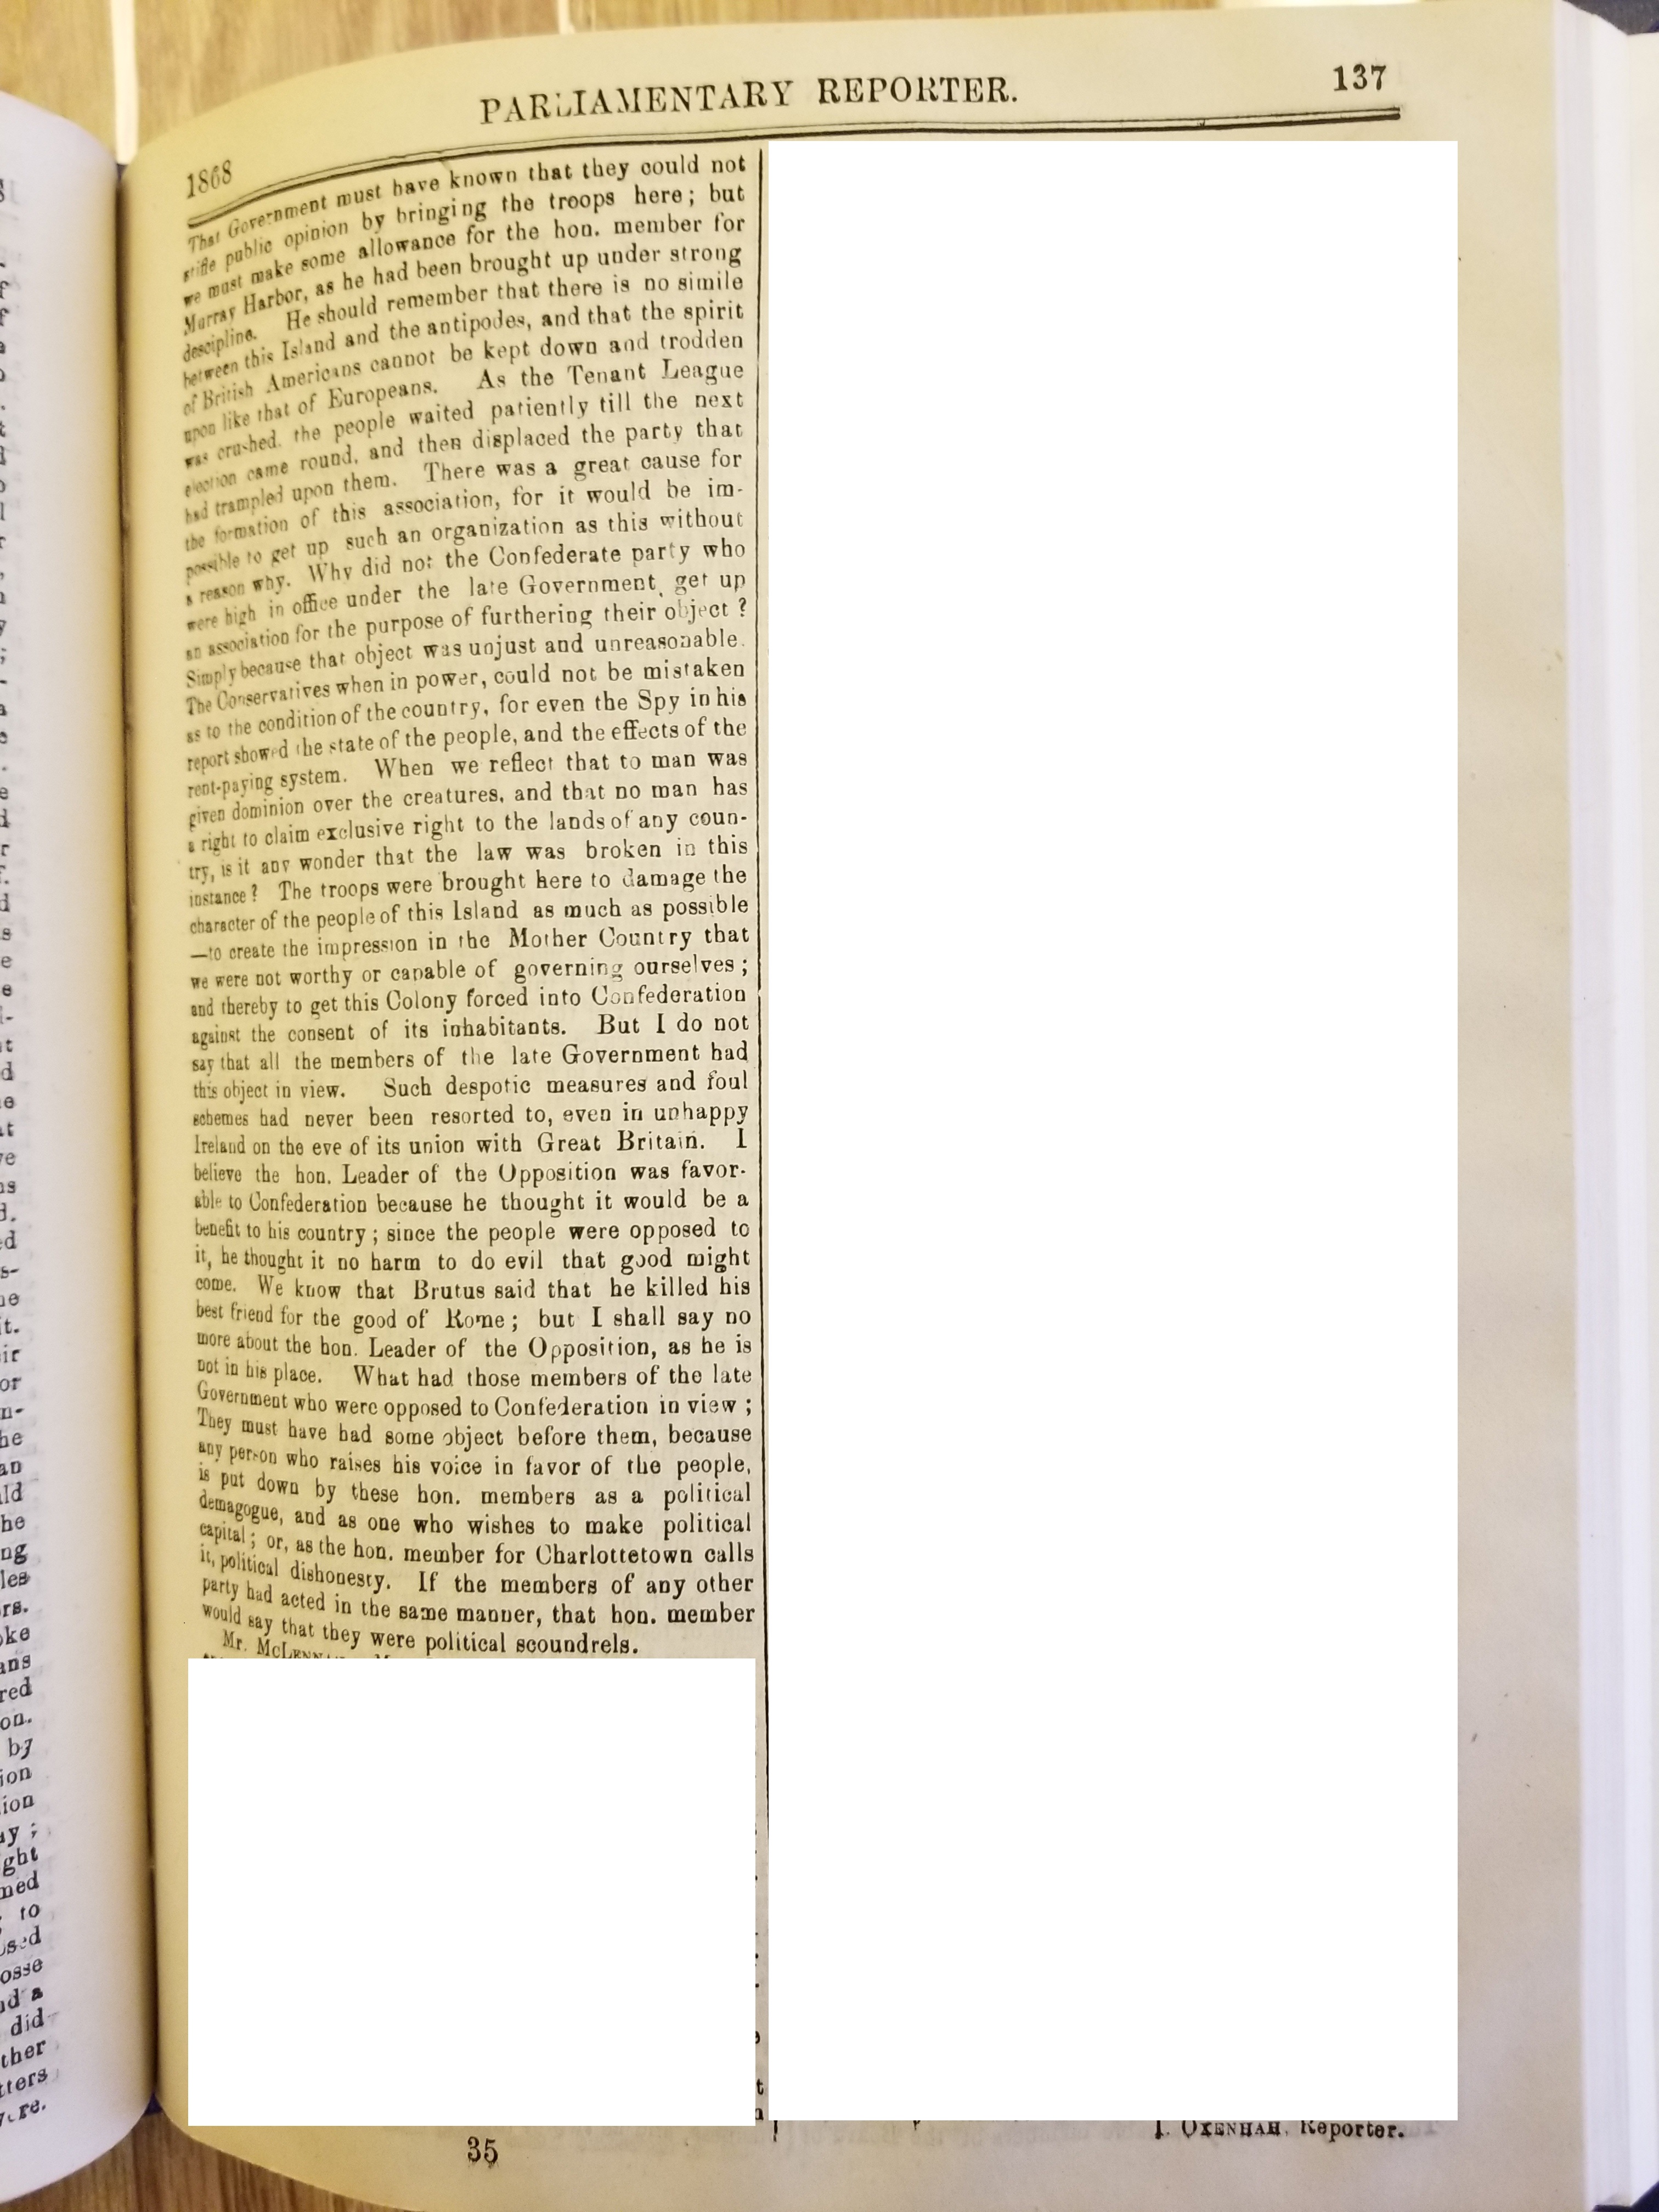 PARLIAMENTARY REPORTER.
137
1868
That Government must have known that they could not
stifle public opinion by bringing the troops here; but
we must make some allowance for the hon. member for
Murray Harbor, as he had been brought up under strong
descipline. He should remember that there is no simile
between this Island and the antipodes, and that the spirit
of British Americans cannot be kept down and trodden
upon like that of Europeans. As the Tenant League
was crushed, the people waited patiently till the next
election came round, and then displaced the party that
had trampled upon them. There was a great cause for
the formation of this association, for it would be im-
possible to get up such an organization as this without
a reason why. Why did not the Confederate party who
were high in office under the late Government, get up
an association for the purpose of furthering their object ?
Simply because that object was unjust and unreasonable.
The Conservatives when in power, could not be mistaken
as to the condition of the country, for even the Spy in his
report showed the state of the people, and the effects of the
rent-paying system. When we reflect that to man was
given dominion over the creatures, and that no man has
a right to claim exclusive right to the lands of any coun-
try, is it any wonder that the law was broken in this
instance? The troops were brought here to damage the
character of the people of this Island as much as possible
—to create the impression in the Mother Country that
we were not worthy or capable of governing ourselves ;
and thereby to get this Colony forced into Confederation
against the consent of its inhabitants. But I do not
say that all the members of the late Government had
this object in view. Such despotic measures and foul
schemes had never been resorted to, even in unhappy
Ireland on the eve of its union with Great Britain. I
believe the hon. Leader of the Opposition was favor-
able to Confederation because he thought it would be a
benefit to his country ; since the people were opposed to
it, he thought it no harm to do evil that good might
come. We know that Brutus said that he killed his
best friend for the good of Rome ; but I shall say no
more about the hon. Leader of the Opposition, as he is
not in his place. What had those members of the late
Government who were opposed to Confederation in view ;
They must have had some object before them, because
any person who raises his voice in favor of the people,
is put down by these hon. members as a political
demagogue, and as one who wishes to make political
capital ; or, as the hon. member for Charlottetown calls
it, political dishonesty. If the members of any other
party had acted in the same manner, that hon. member
would say that they were political scoundrels.
Mr. McLENNAN
I. OXENHAM, Reporter.
35